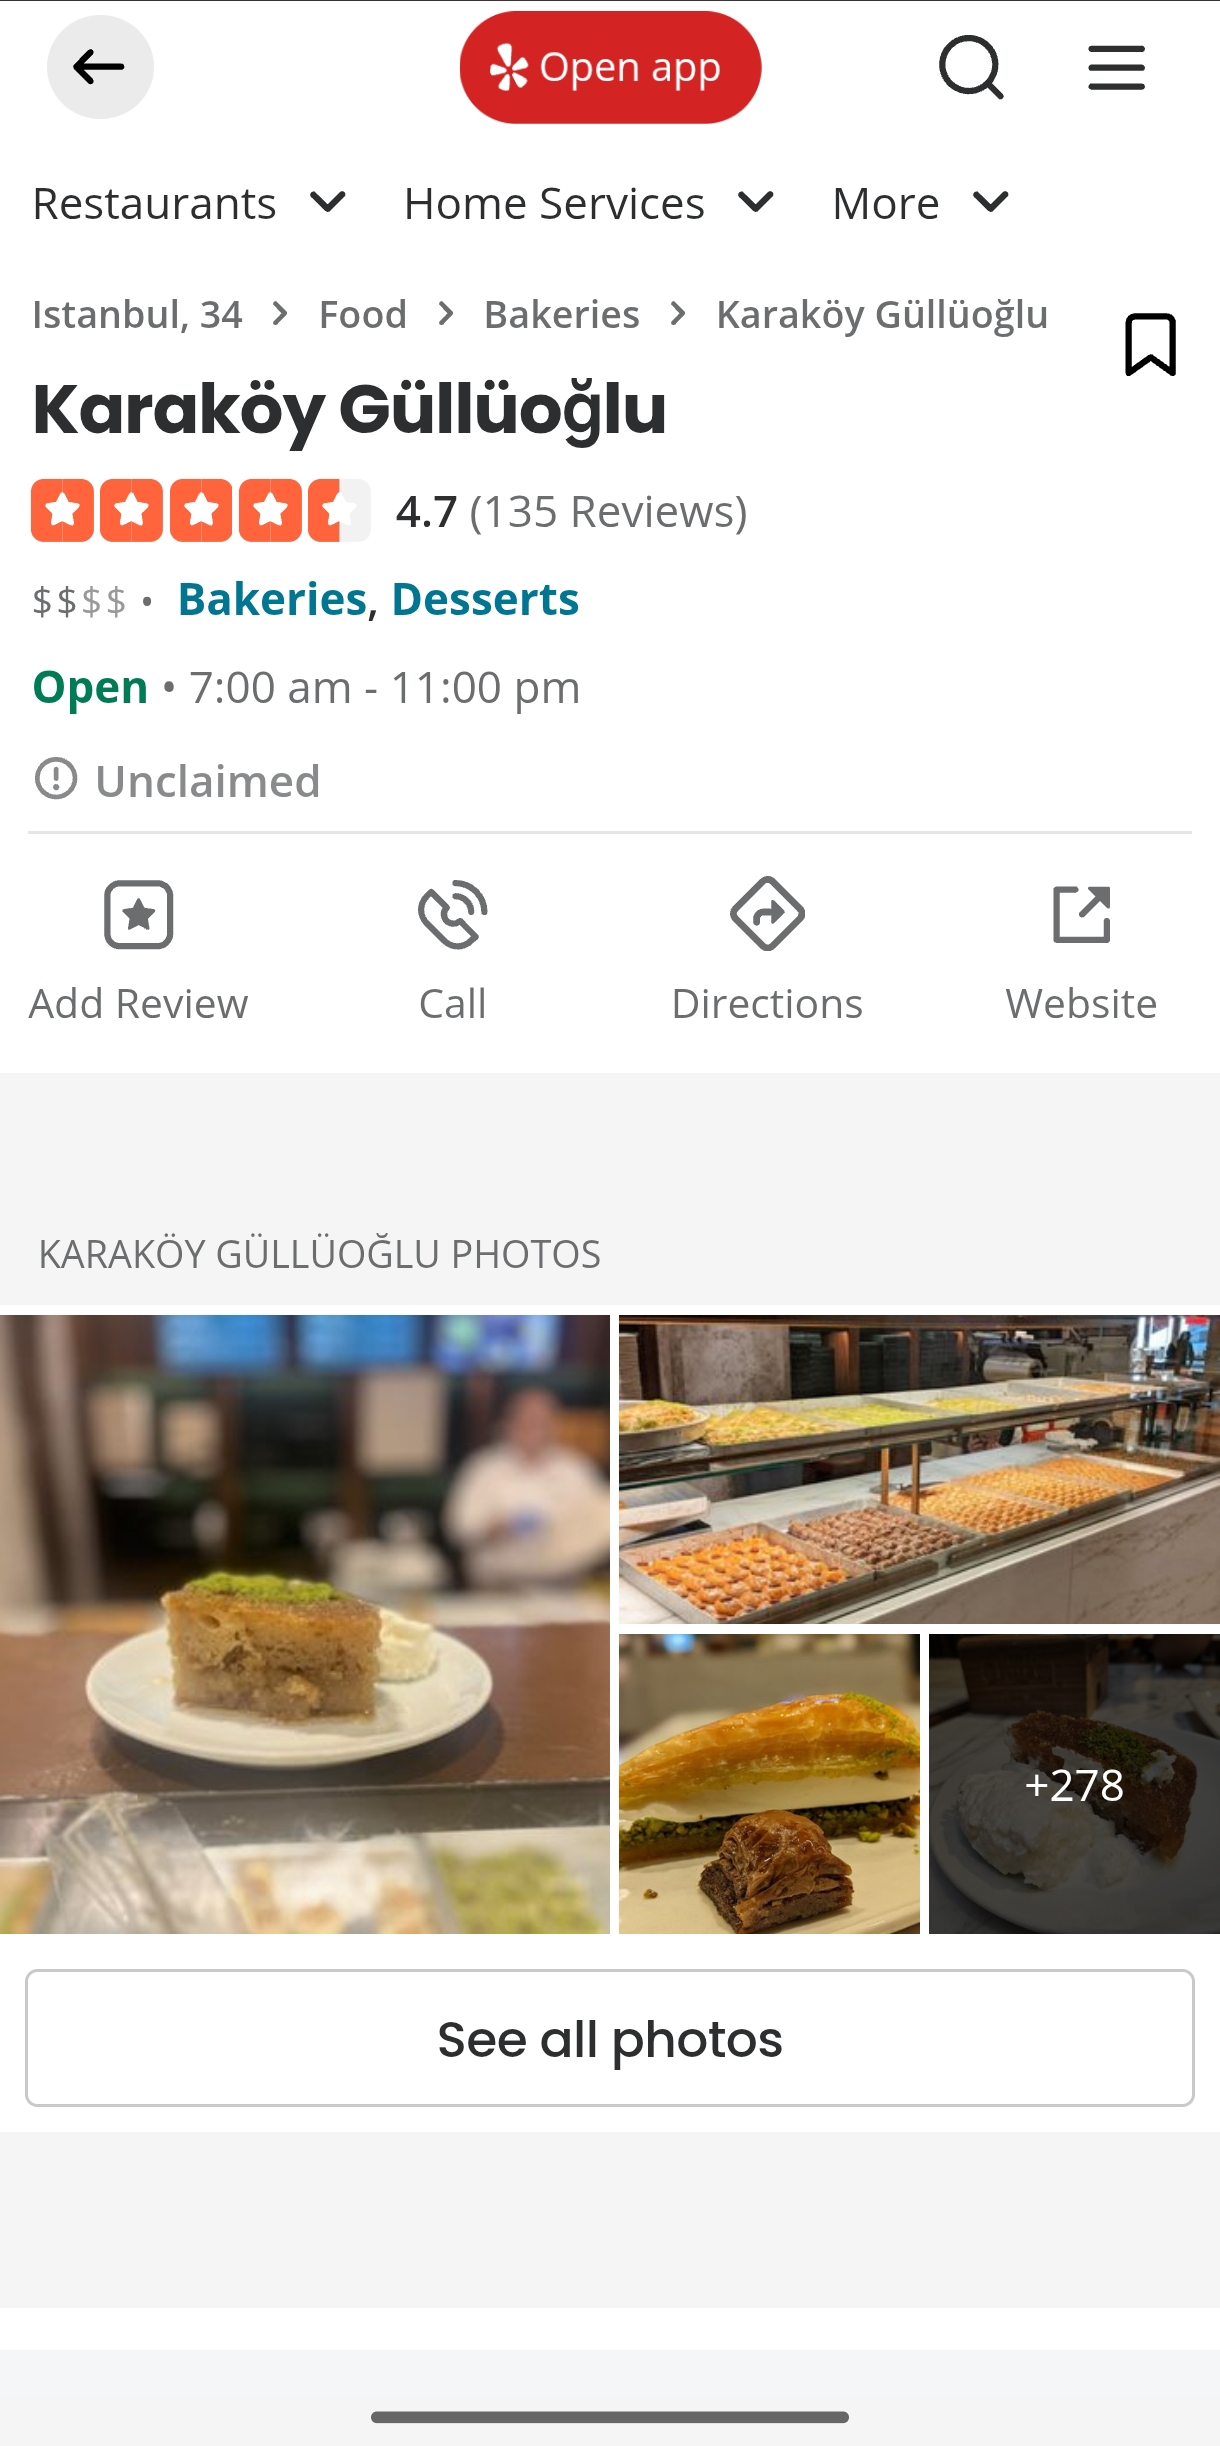 Open app
Restaurants Home Services More
Istanbul, 34 > Food > Bakeries > Karaköy Güllüoğlu
Karaköy Güllüoğlu
4.7 (135 Reviews)
$$$$ • Bakeries, Desserts
Open • 7:00 am - 11:00 pm
Unclaimed
Add Review Call Directions Website
KARAKÖY GÜLLÜOĞLU PHOTOS
+278
See all photos